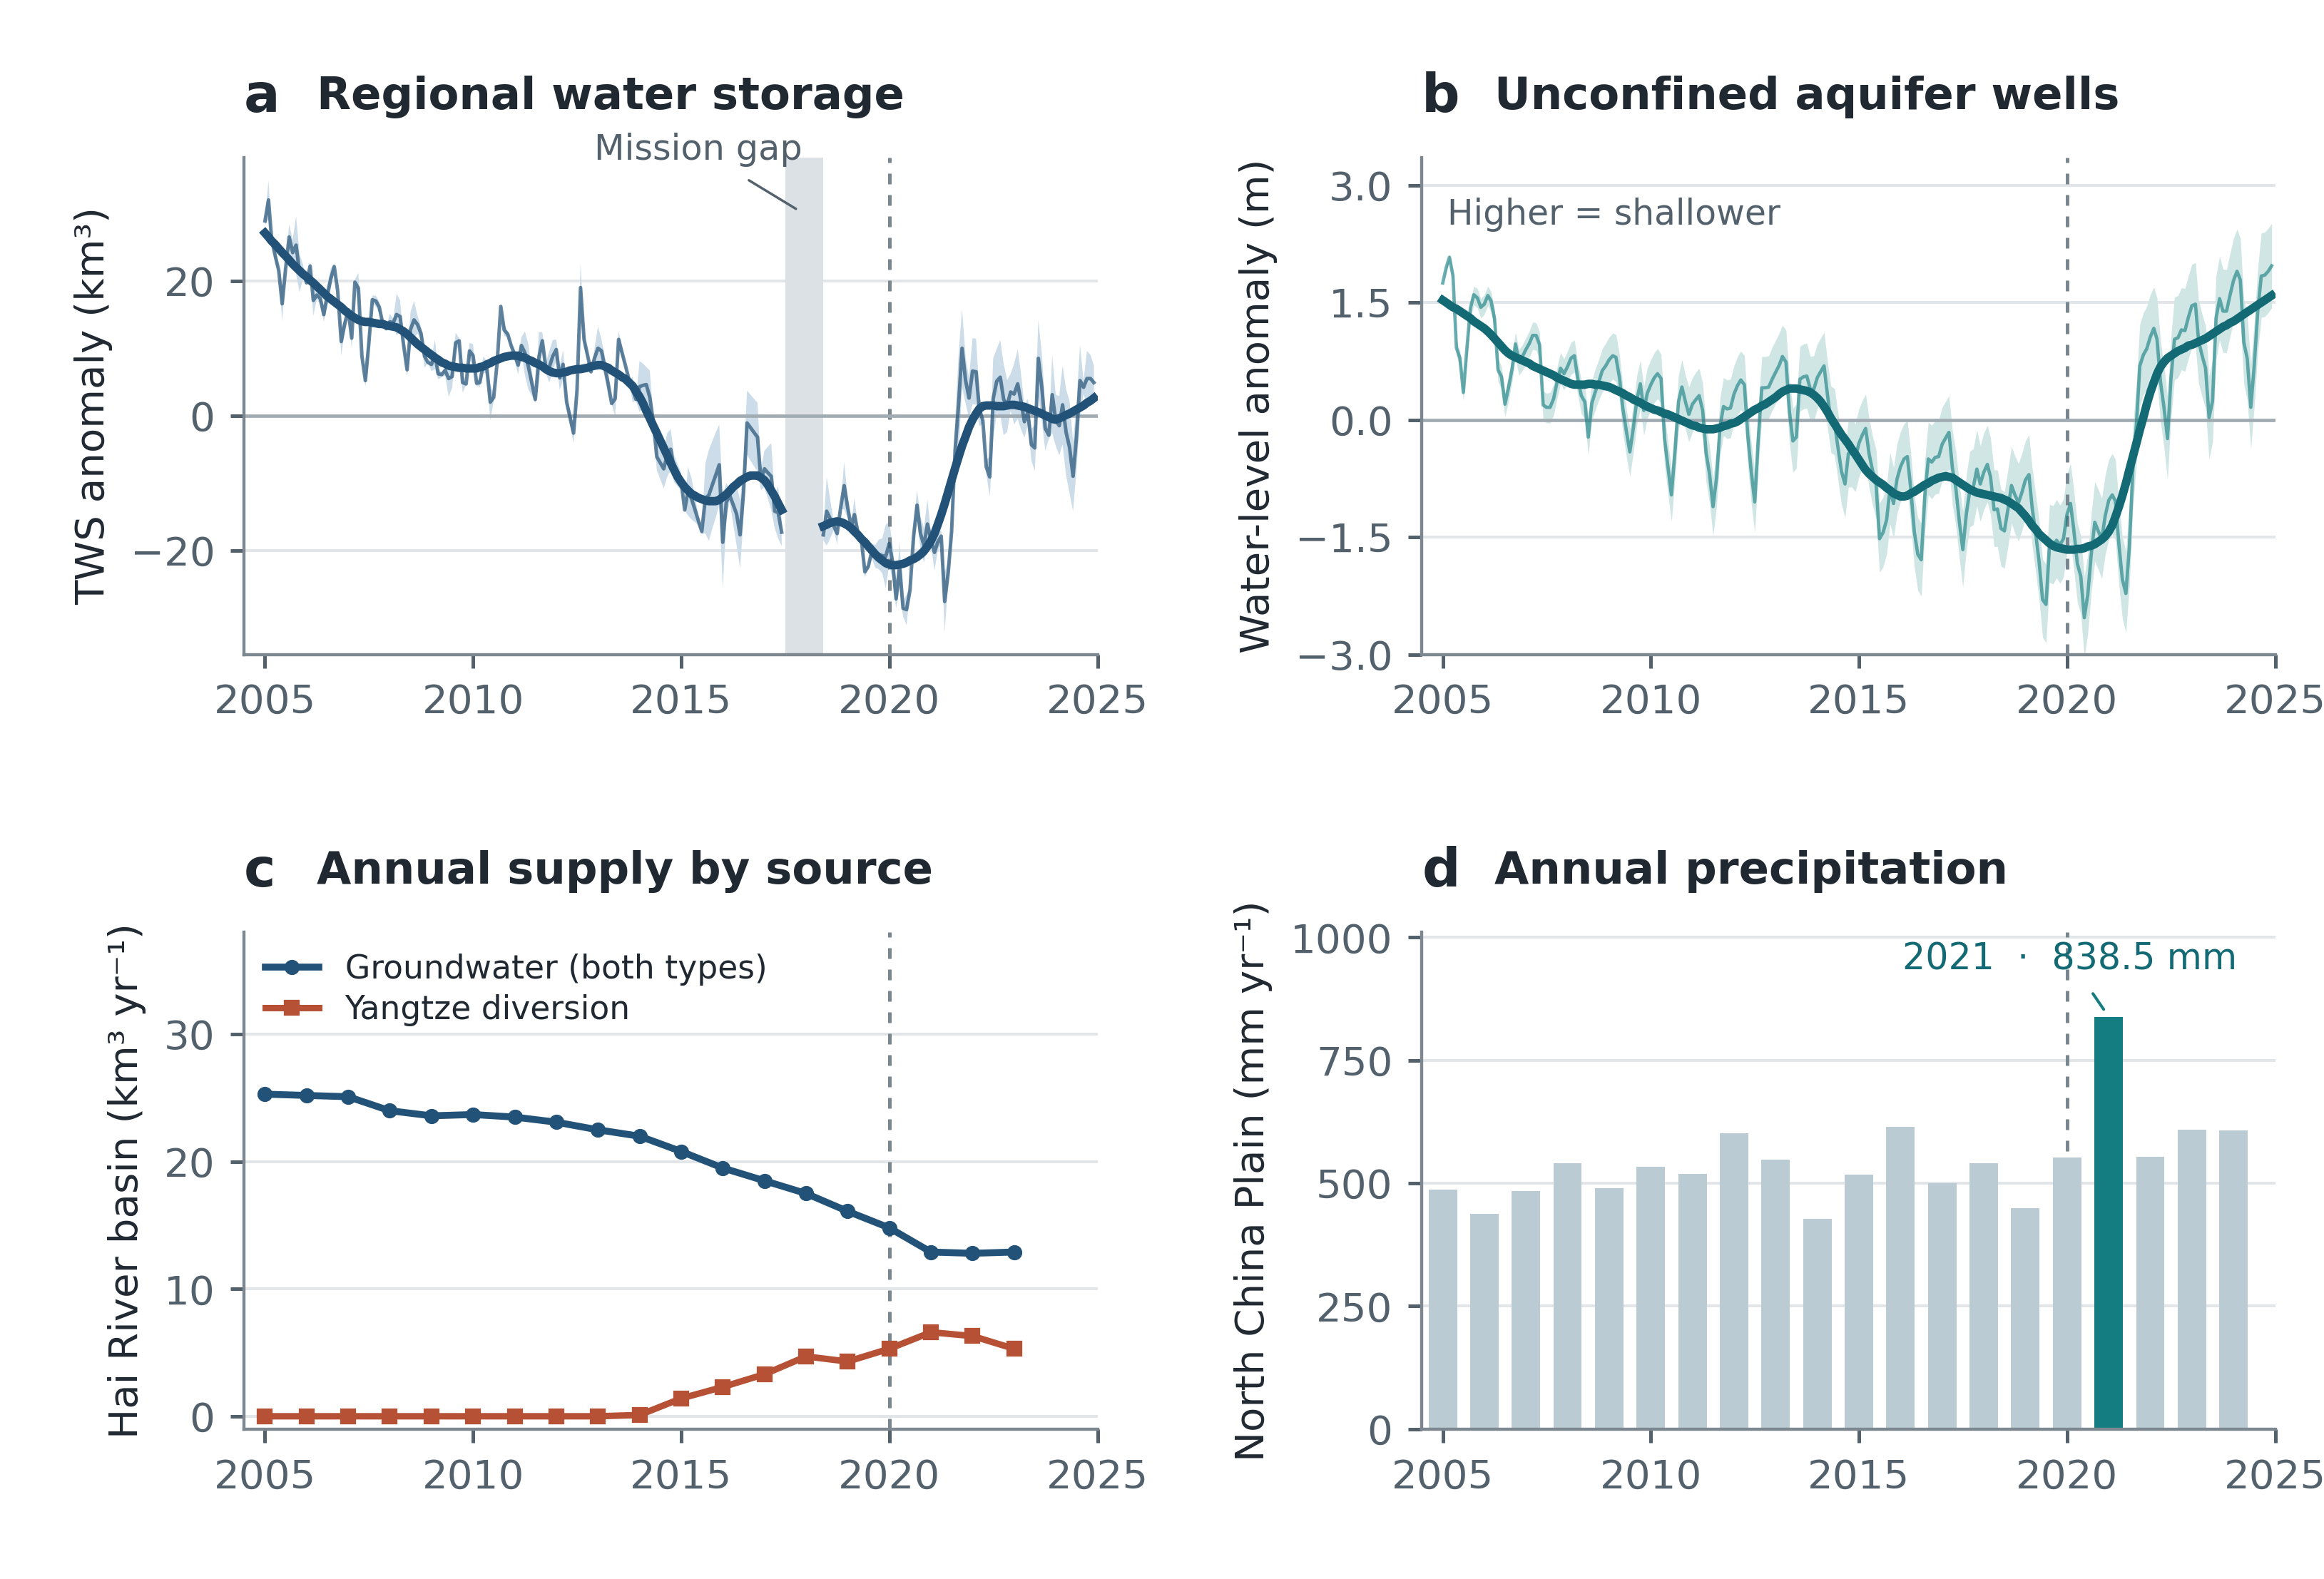 a Regional water storage
Mission gap
TWS anomaly (km³)
20
0
−20
2005 2010 2015 2020 2025
b Unconfined aquifer wells
Higher = shallower
Water-level anomaly (m)
3.0
1.5
0.0
−1.5
−3.0
2005 2010 2015 2020 2025
c Annual supply by source
Groundwater (both types)
Yangtze diversion
Hai River basin (km³ yr⁻¹)
30
20
10
0
2005 2010 2015 2020 2025
d Annual precipitation
2021 · 838.5 mm
North China Plain (mm yr⁻¹)
1000
750
500
250
0
2005 2010 2015 2020 2025